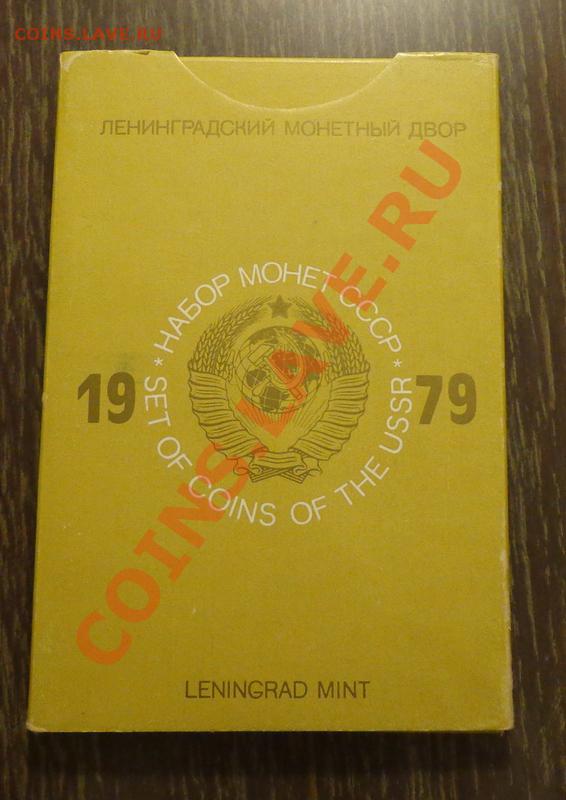 COINS.LAVE.RU
ЛЕНИНГРАДСКИЙ МОНЕТНЫЙ ДВОР
* НАБОР МОНЕТ СССР *
19 79
SET OF COINS OF THE USSR
COINS.LAVE.RU
LENINGRAD MINT